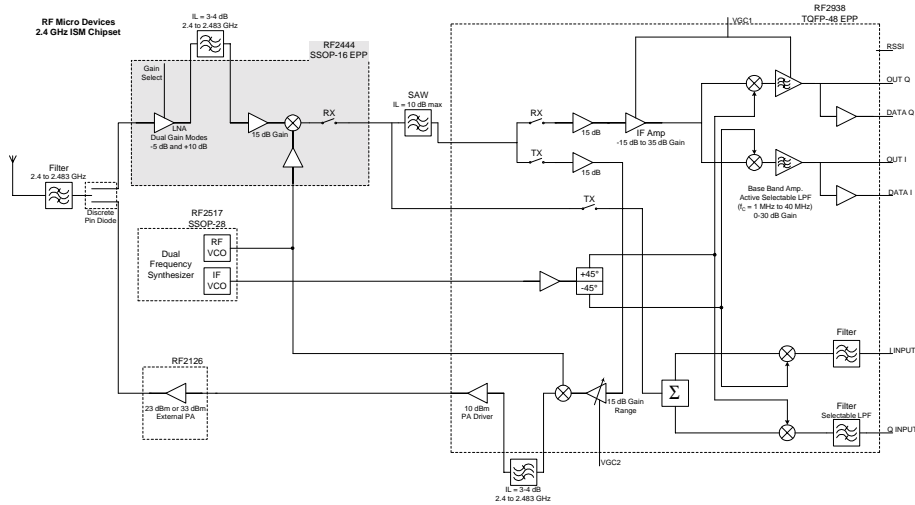 RF Micro Devices
2.4 GHz ISM Chipset
IL = 3-4 dB
2.4 to 2.483 GHz
RF2444
SSOP-16 EPP
Gain
Select
LNA
Dual Gain Modes
-5 dB and +10 dB
15 dB Gain
RX
SAW
IL = 10 dB max
RF2938
TQFP-48 EPP
VGC1
RSSI
OUT Q
DATA Q
OUT I
DATA I
RX
15 dB
IF Amp
-15 dB to 35 dB Gain
TX
15 dB
TX
Base Band Amp.
Active Selectable LPF
(fC = 1 MHz to 40 MHz)
0-30 dB Gain
Filter
2.4 to 2.483 GHz
Discrete
Pin Diode
RF2517
SSOP-28
Dual
Frequency
Synthesizer
RF
VCO
IF
VCO
+45°
-45°
Filter
I INPUT
Σ
Filter
Selectable LPF
Q INPUT
RF2126
23 dBm or 33 dBm
External PA
10 dBm
PA Driver
15 dB Gain
Range
VGC2
IL = 3-4 dB
2.4 to 2.483 GHz